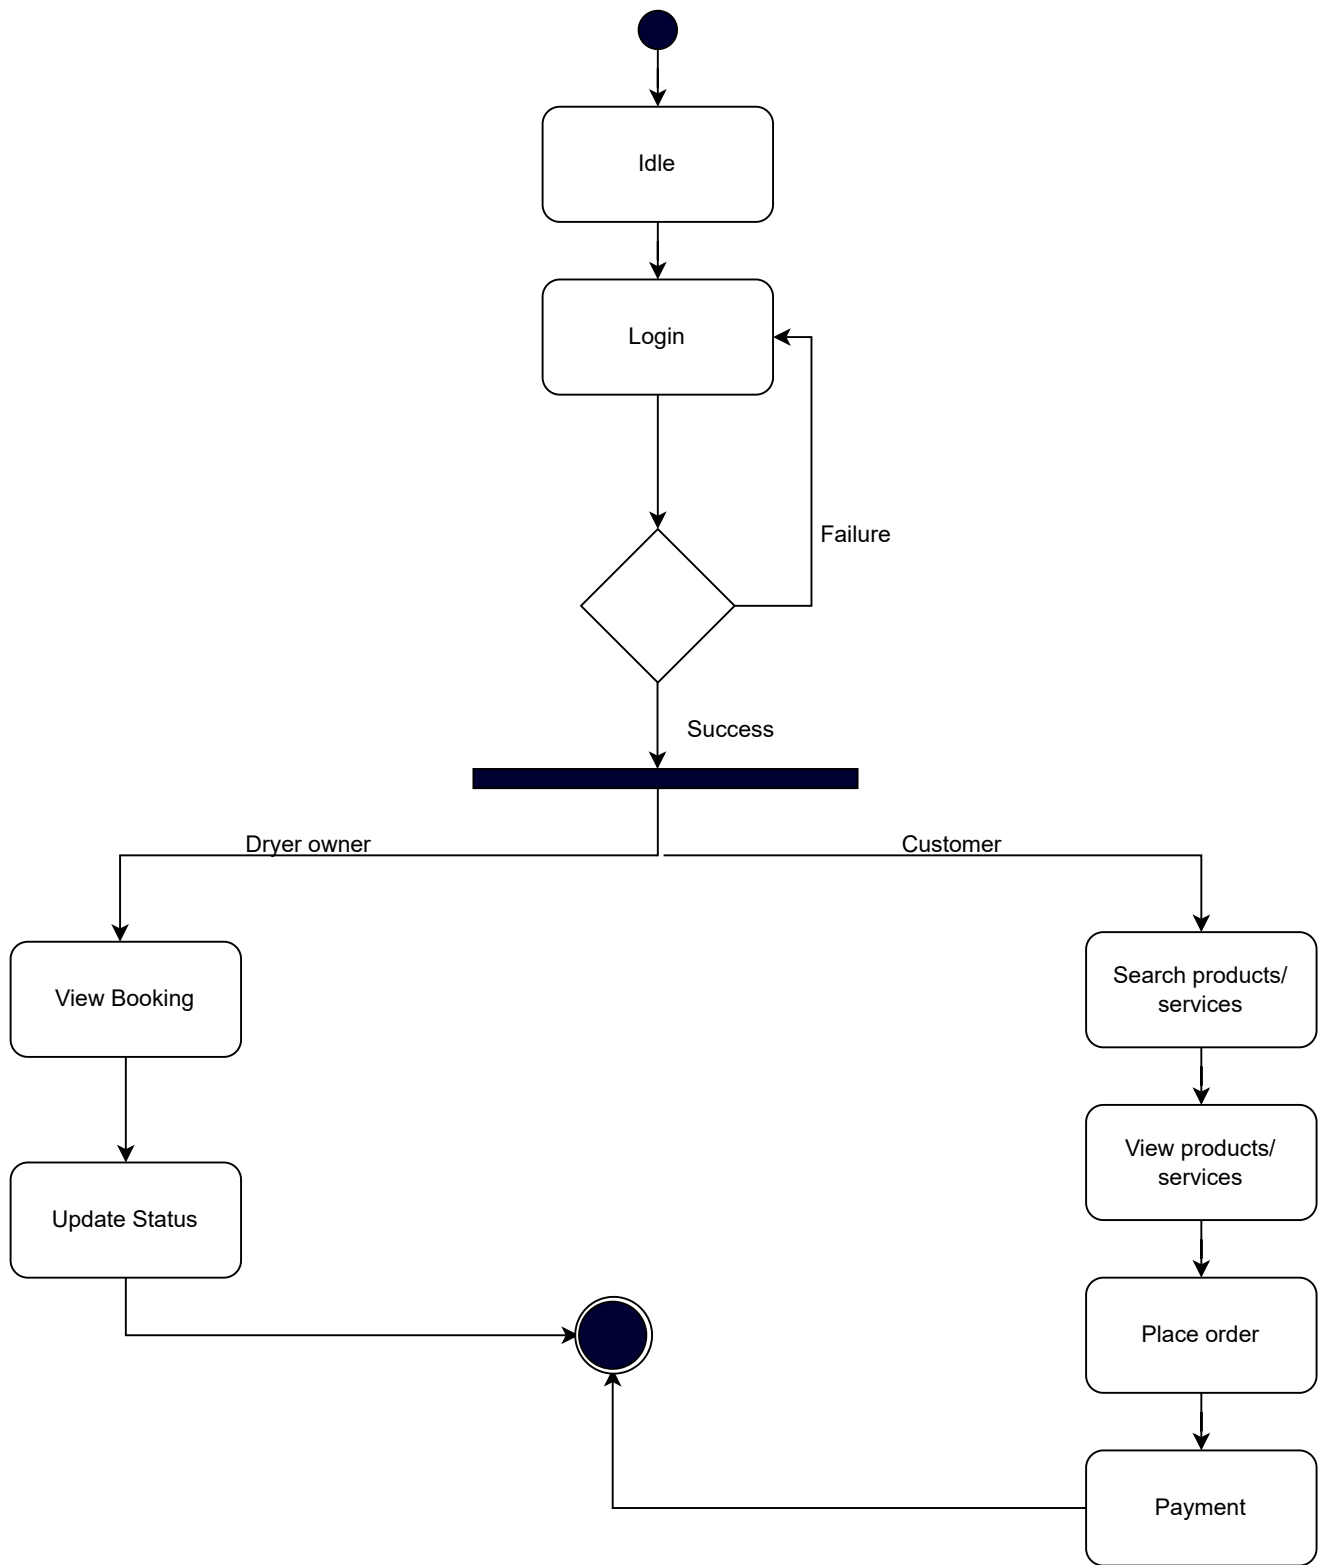 Idle
Login
Failure
Success
Dryer owner
Customer
View Booking
Search products/
services
View products/
services
Update Status
Place order
Payment